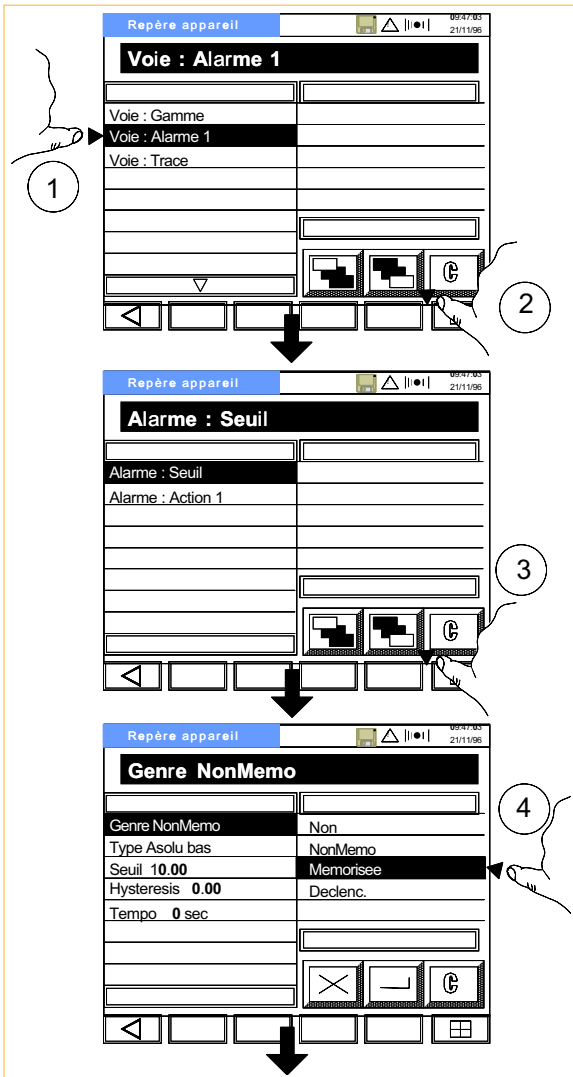 Repère appareil
09:47:03
21/11/96
Voie : Alarme 1
Voie : Gamme
Voie : Alarme 1
Voie : Trace
1
C
2
Repère appareil
09:47:03
21/11/96
Alarme : Seuil
Alarme : Seuil
Alarme : Action 1
3
C
Repère appareil
09:47:03
21/11/96
Genre NonMemo
4
Genre NonMemo
Non
Type Asolu bas
NonMemo
Seuil 10.00
Memorisee
Hysteresis 0.00
Declenc.
Tempo 0 sec
C